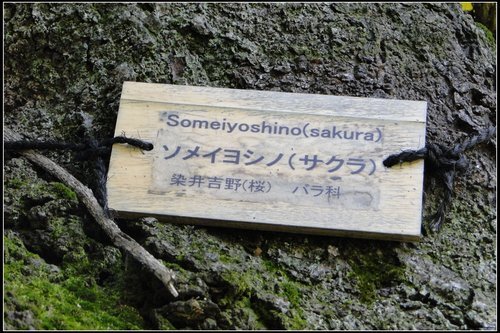 Someiyoshino(sakura)
ソメイヨシノ(サクラ)
染井吉野(桜) バラ科